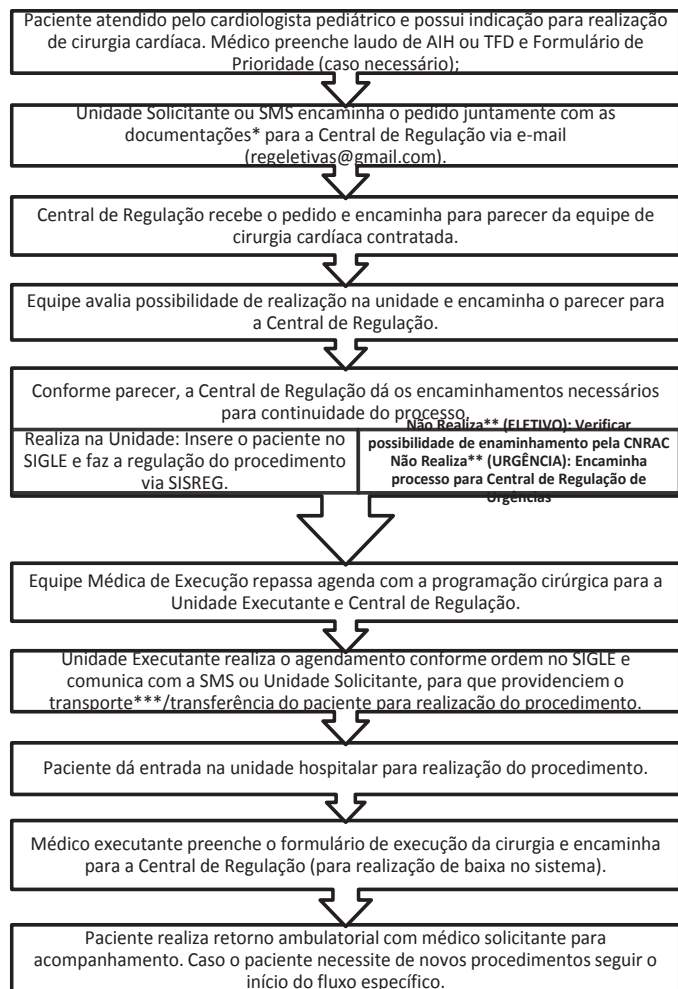 Paciente atendido pelo cardiologista pediátrico e possui indicação para realização
de cirurgia cardíaca. Médico preenche laudo de AIH ou TFD e Formulário de
Prioridade (caso necessário);
Unidade Solicitante ou SMS encaminha o pedido juntamente com as
documentações* para a Central de Regulação via e-mail
(regeletivas@gmail.com).
Central de Regulação recebe o pedido e encaminha para parecer da equipe de
cirurgia cardíaca contratada.
Equipe avalia possibilidade de realização na unidade e encaminha o parecer para
a Central de Regulação.
Conforme parecer, a Central de Regulação dá os encaminhamentos necessários
para continuidade do processo.
Realiza na Unidade: Insere o paciente no
SIGLE e faz a regulação do procedimento
via SISREG.
Não Realiza** (ELETIVO): Verificar
possibilidade de enaminhamento pela CNRAC
Não Realiza** (URGÊNCIA): Encaminha
processo para Central de Regulação de
Urgências
Equipe Médica de Execução repassa agenda com a programação cirúrgica para a
Unidade Executante e Central de Regulação.
Unidade Executante realiza o agendamento conforme ordem no SIGLE e
comunica com a SMS ou Unidade Solicitante, para que providenciem o
transporte***/transferência do paciente para realização do procedimento.
Paciente dá entrada na unidade hospitalar para realização do procedimento.
Médico executante preenche o formulário de execução da cirurgia e encaminha
para a Central de Regulação (para realização de baixa no sistema).
Paciente realiza retorno ambulatorial com médico solicitante para
acompanhamento. Caso o paciente necessite de novos procedimentos seguir o
início do fluxo específico.